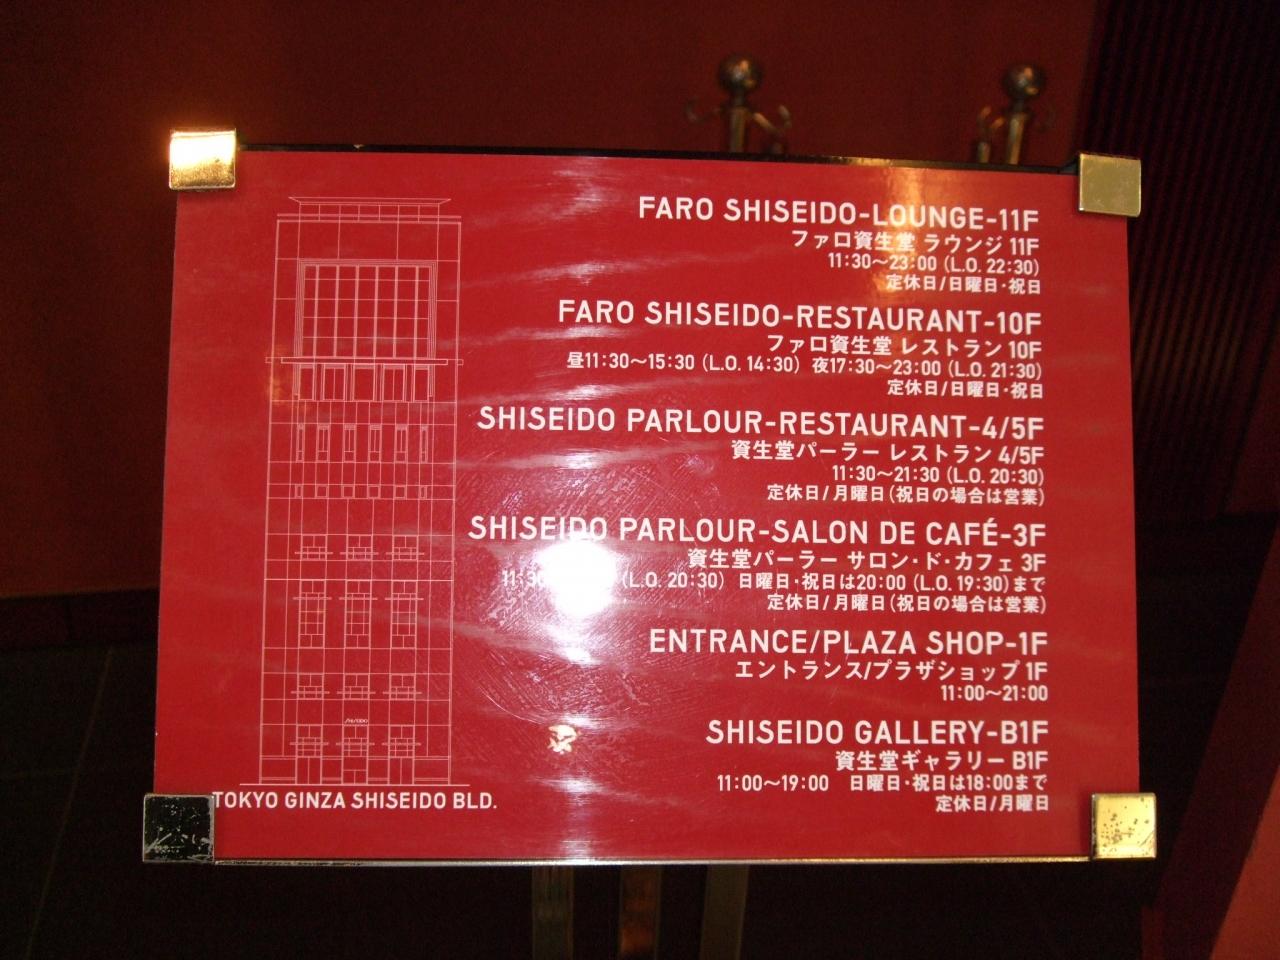 FARO SHISEIDO-LOUNGE-11F
ファロ資生堂 ラウンジ 11F
11:30〜23:00 (L.O. 22:30)
定休日/日曜日・祝日
FARO SHISEIDO-RESTAURANT-10F
ファロ資生堂 レストラン 10F
昼11:30〜15:30 (L.O. 14:30) 夜17:30〜23:00 (L.O. 21:30)
定休日/日曜日・祝日
SHISEIDO PARLOUR-RESTAURANT-4/5F
資生堂パーラー レストラン 4/5F
11:30〜21:30 (L.O. 20:30)
定休日/月曜日(祝日の場合は営業)
SHISEIDO PARLOUR-SALON DE CAFÉ-3F
資生堂パーラー サロン・ド・カフェ 3F
(L.O. 20:30) 日曜日・祝日は20:00 (L.O. 19:30)まで
定休日/月曜日(祝日の場合は営業)
ENTRANCE/PLAZA SHOP-1F
エントランス/プラザショップ 1F
11:00〜21:00
SHISEIDO GALLERY-B1F
資生堂ギャラリー B1F
11:00〜19:00 日曜日・祝日は18:00まで
定休日/月曜日
SHISEIDO
TOKYO GINZA SHISEIDO BLD.